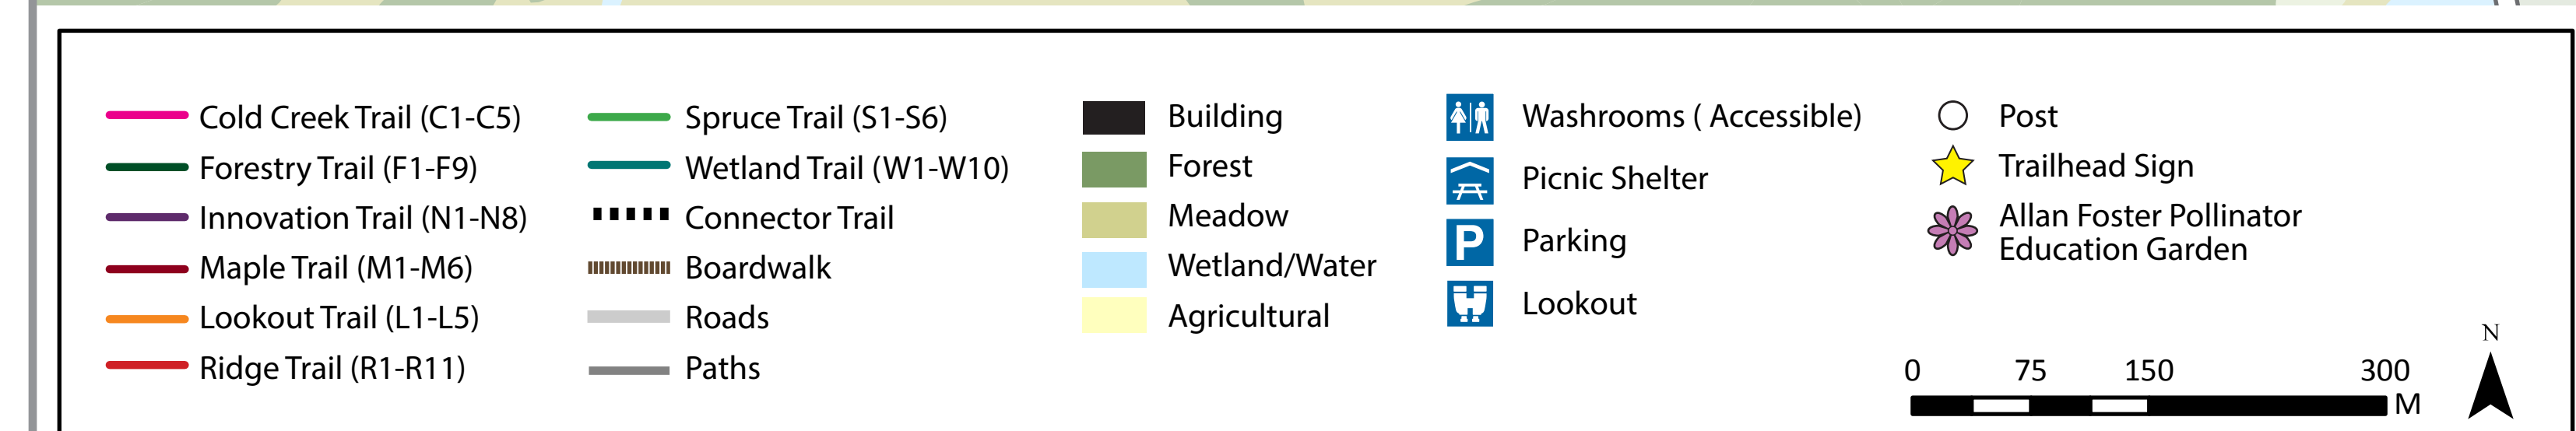 Cold Creek Trail (C1-C5)
Forestry Trail (F1-F9)
Innovation Trail (N1-N8)
Maple Trail (M1-M6)
Lookout Trail (L1-L5)
Ridge Trail (R1-R11)
Spruce Trail (S1-S6)
Wetland Trail (W1-W10)
Connector Trail
Boardwalk
Roads
Paths
Building
Forest
Meadow
Wetland/Water
Agricultural
Washrooms ( Accessible)
Picnic Shelter
P Parking
Lookout
Post
Trailhead Sign
Allan Foster Pollinator
Education Garden
N
0 75 150 300
M